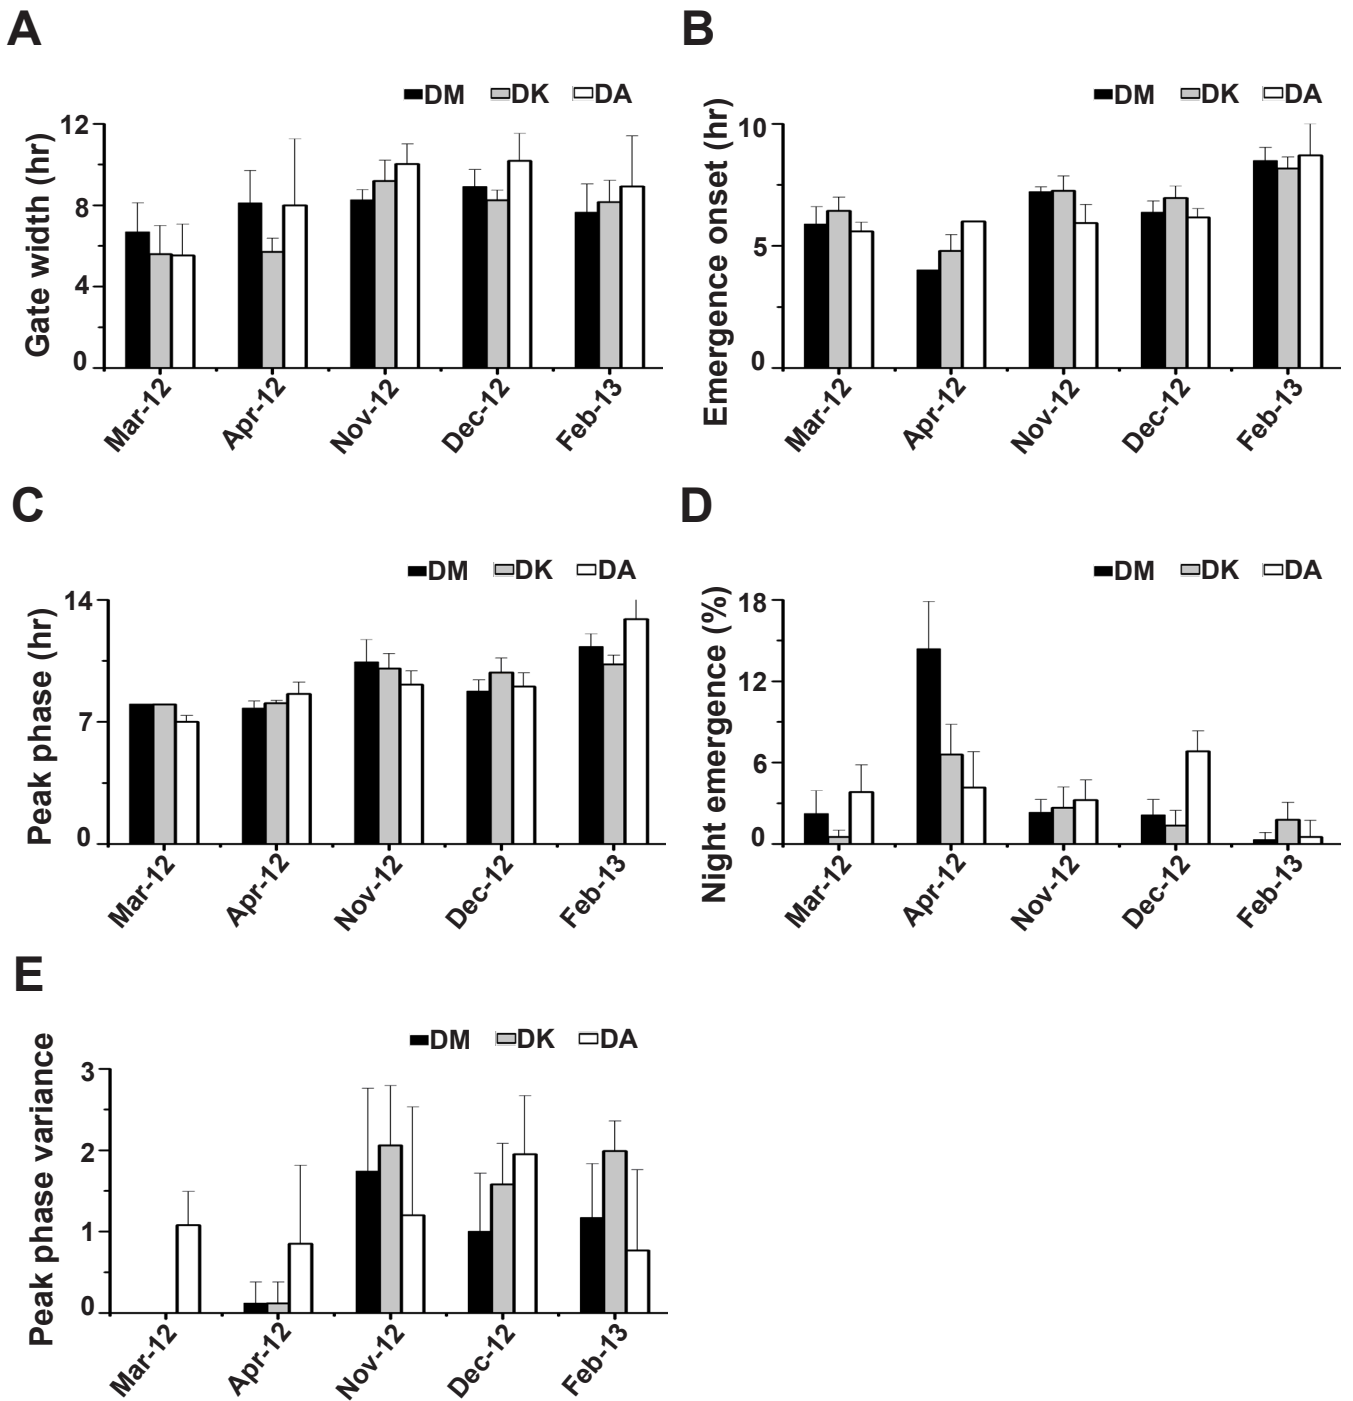 A
DM DK DA
Gate width (hr)
12
8
4
0
Mar-12 Apr-12 Nov-12 Dec-12 Feb-13
B
DM DK DA
Emergence onset (hr)
10
5
0
Mar-12 Apr-12 Nov-12 Dec-12 Feb-13
C
DM DK DA
Peak phase (hr)
14
7
0
Mar-12 Apr-12 Nov-12 Dec-12 Feb-13
D
DM DK DA
Night emergence (%)
18
12
6
0
Mar-12 Apr-12 Nov-12 Dec-12 Feb-13
E
DM DK DA
Peak phase variance
3
2
1
0
Mar-12 Apr-12 Nov-12 Dec-12 Feb-13